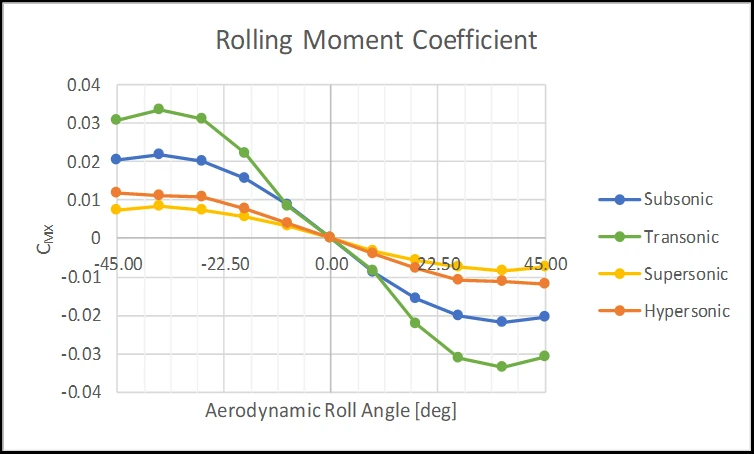 Rolling Moment Coefficient
0.04
0.03
0.02
0.01
0
-0.01
-0.02
-0.03
-0.04
C_MX
-45.00 -22.50 0.00 22.50 45.00
Aerodynamic Roll Angle [deg]
Subsonic
Transonic
Supersonic
Hypersonic